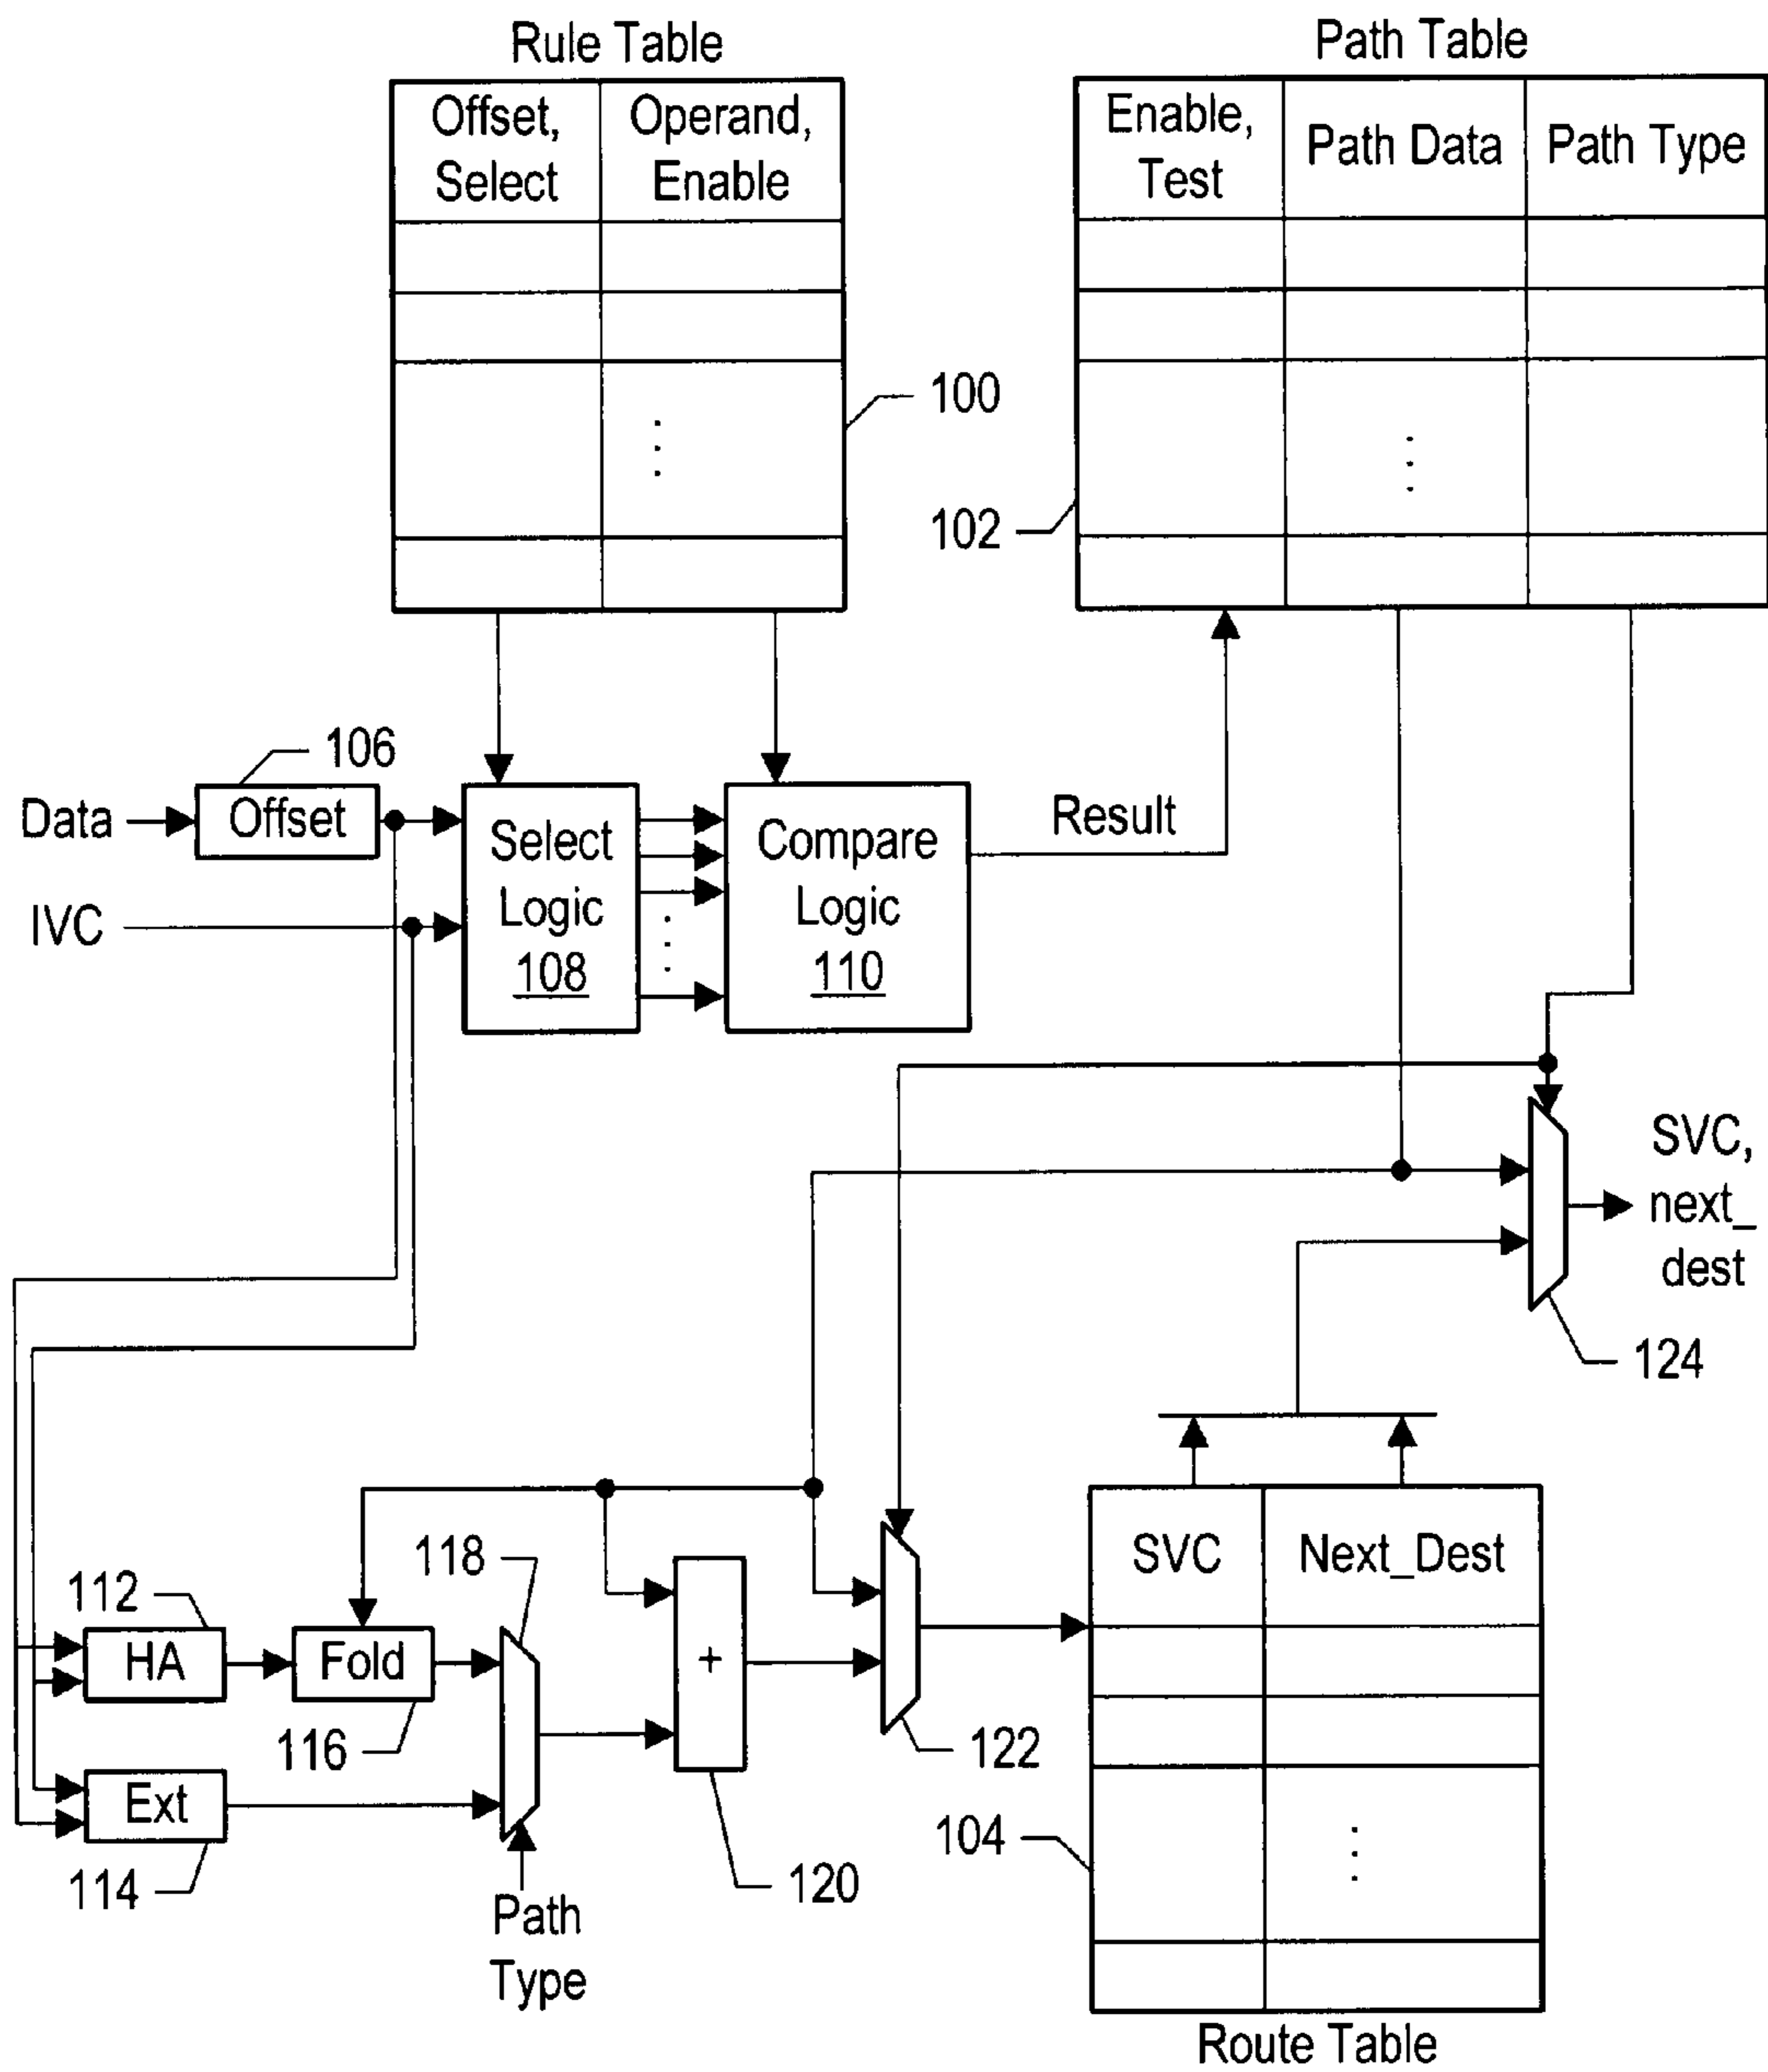 Rule Table
Path Table
Offset,
Select
Operand,
Enable
Enable,
Test
Path Data
Path Type
100
102
106
Data
Offset
IVC
Select
Logic
108
Compare
Logic
110
Result
SVC,
next_
dest
124
118
112
HA
Fold
116
+
122
SVC
Next_Dest
Ext
114
120
104
Path
Type
Route Table